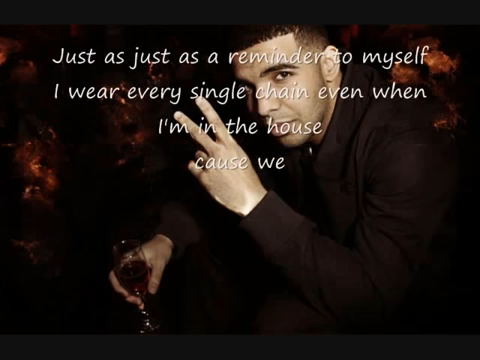 Just as just as a reminder to myself
I wear every single chain even when
I'm in the house
cause we